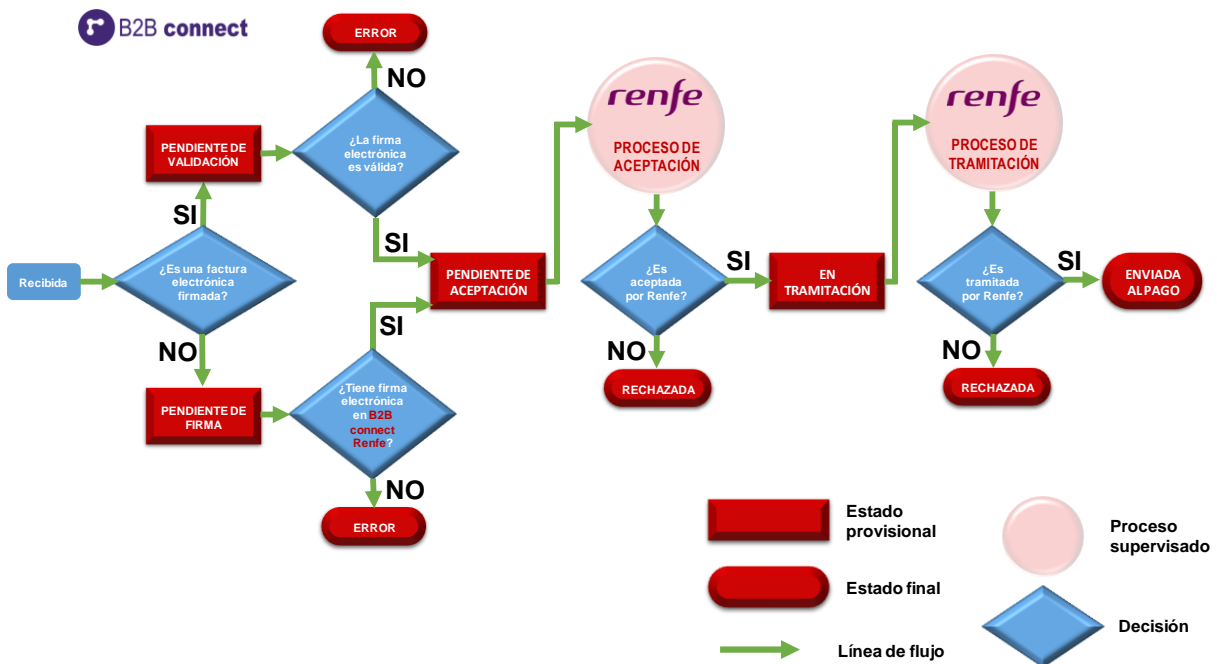 B2B connect
ERROR
NO
¿La firma
electrónica
es válida?
PENDIENTE DE
VALIDACIÓN
SI
SI
Recibida
¿Es una factura
electrónica
firmada?
NO
PENDIENTE DE
FIRMA
¿Tiene firma
electrónica
en B2B
connect
Renfe?
SI
NO
ERROR
PENDIENTE DE
ACEPTACIÓN
renfe
PROCESO DE
ACEPTACIÓN
¿Es
aceptada
por Renfe?
SI
NO
RECHAZADA
EN
TRAMITACIÓN
renfe
PROCESO DE
TRAMITACIÓN
¿Es
tramitada
por Renfe?
SI
ENVIADA
AL PAGO
NO
RECHAZADA
Estado
provisional
Proceso
supervisado
Estado final
Decisión
Línea de flujo